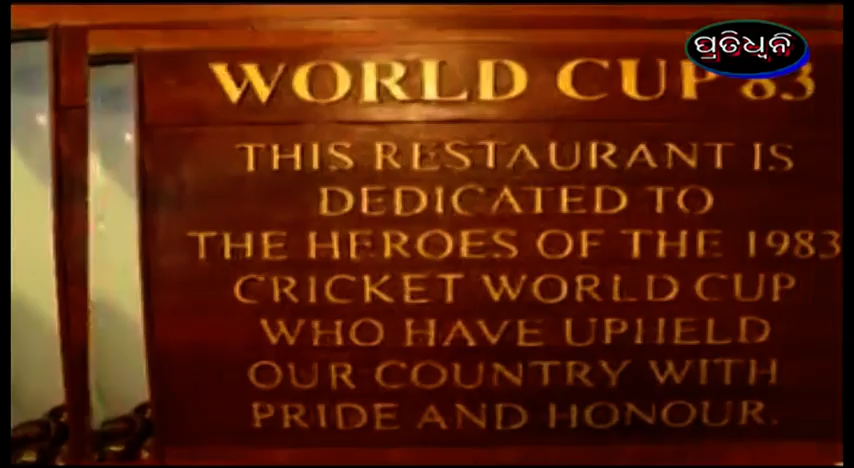 ପ୍ରତିଧ୍ୱନି
WORLD CUP 83
THIS RESTAURANT IS
DEDICATED TO
THE HEROES OF THE 1983
CRICKET WORLD CUP
WHO HAVE UPHELD
OUR COUNTRY WITH
PRIDE AND HONOUR.